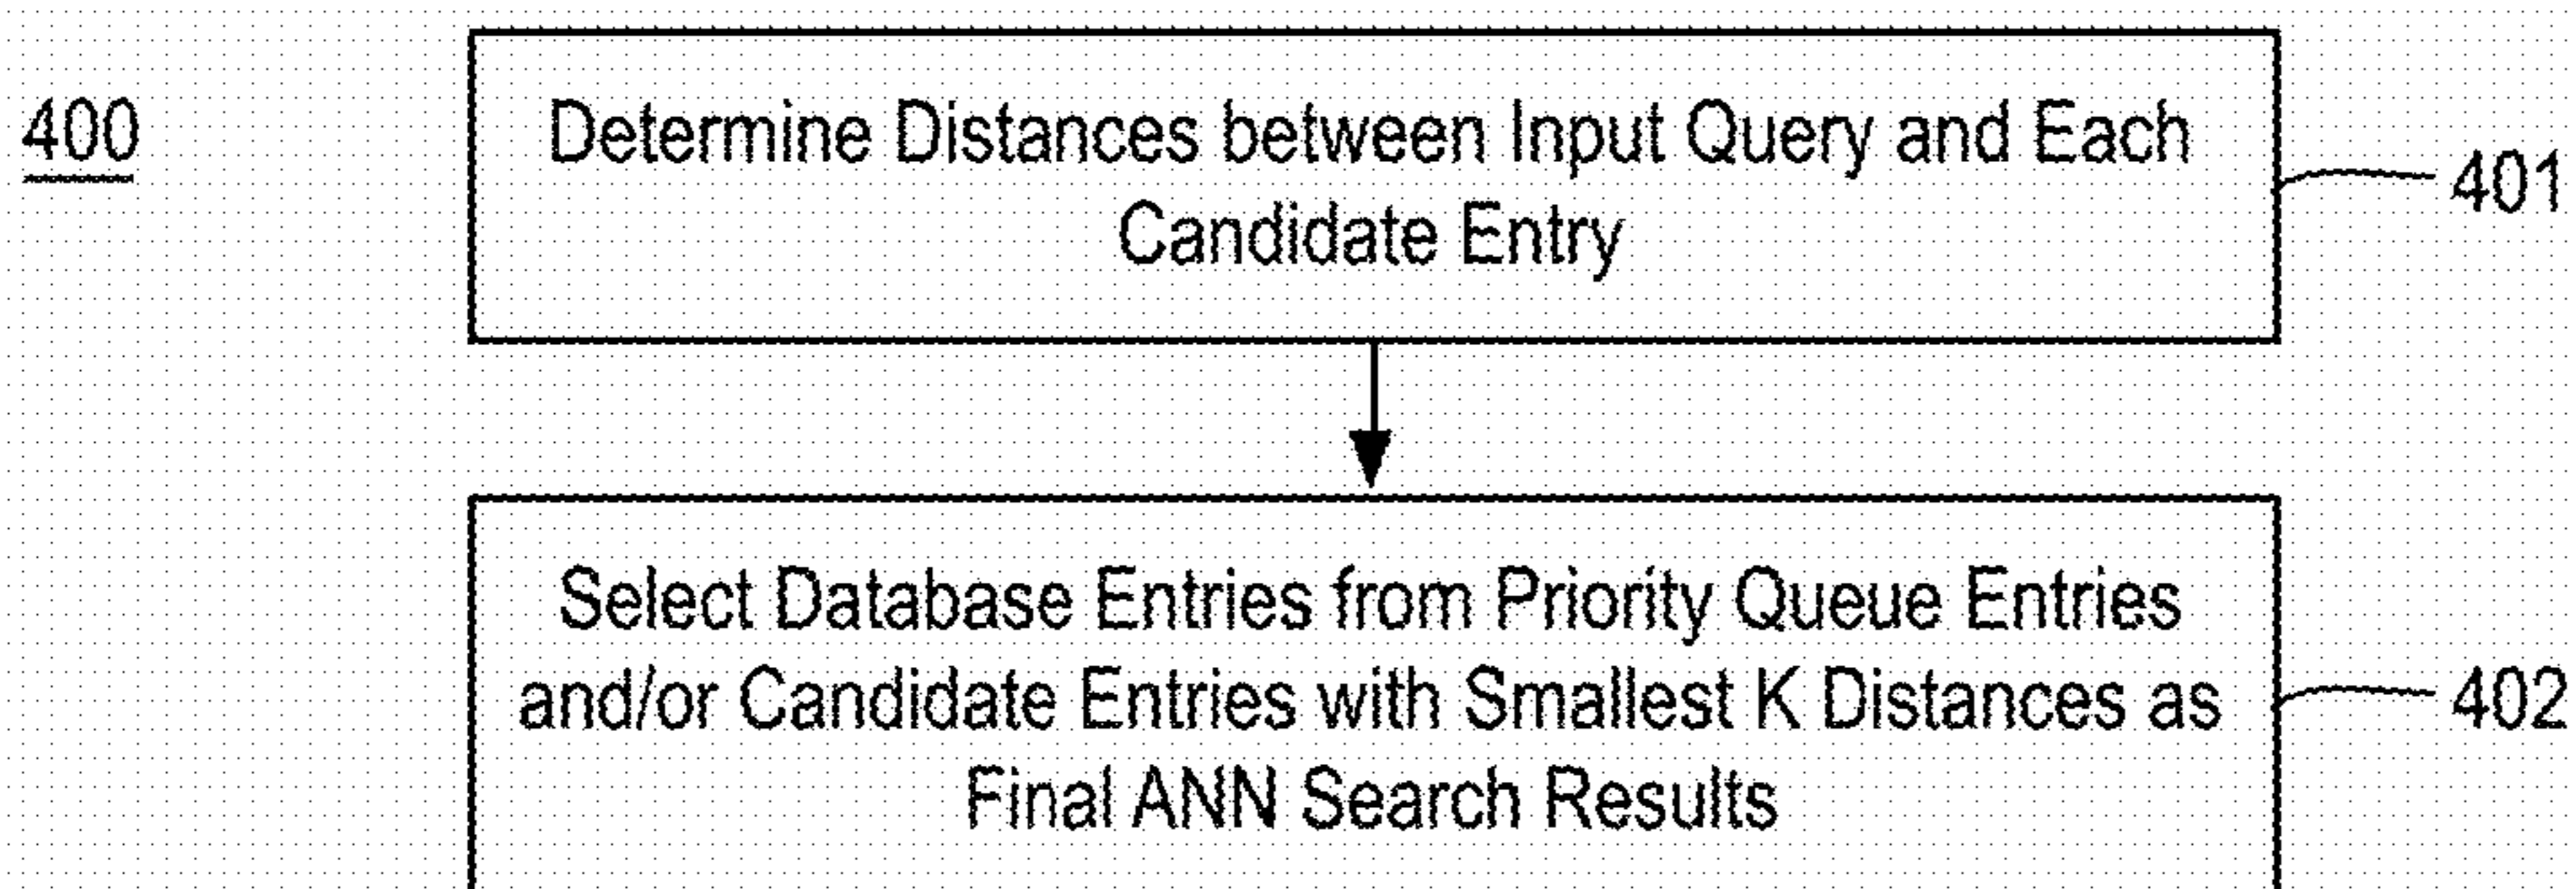 400
Determine Distances between Input Query and Each
Candidate Entry
401
Select Database Entries from Priority Queue Entries
and/or Candidate Entries with Smallest K Distances as
Final ANN Search Results
402